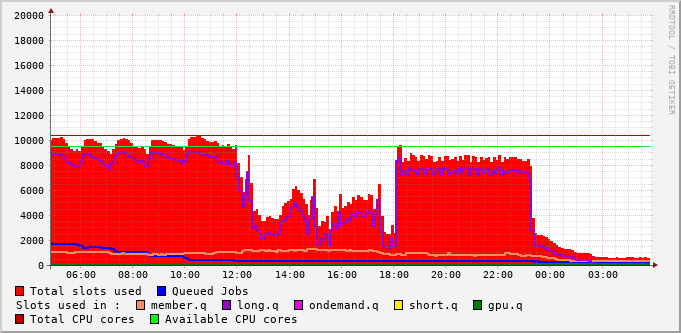 20000
18000
16000
14000
12000
10000
8000
6000
4000
2000
0
06:00 08:00 10:00 12:00 14:00 16:00 18:00 20:00 22:00 00:00 03:00
Total slots used Queued Jobs
Slots used in : member.q long.q ondemand.q short.q gpu.q
Total CPU cores Available CPU cores
RRDTOOL / TOBI OETIKER